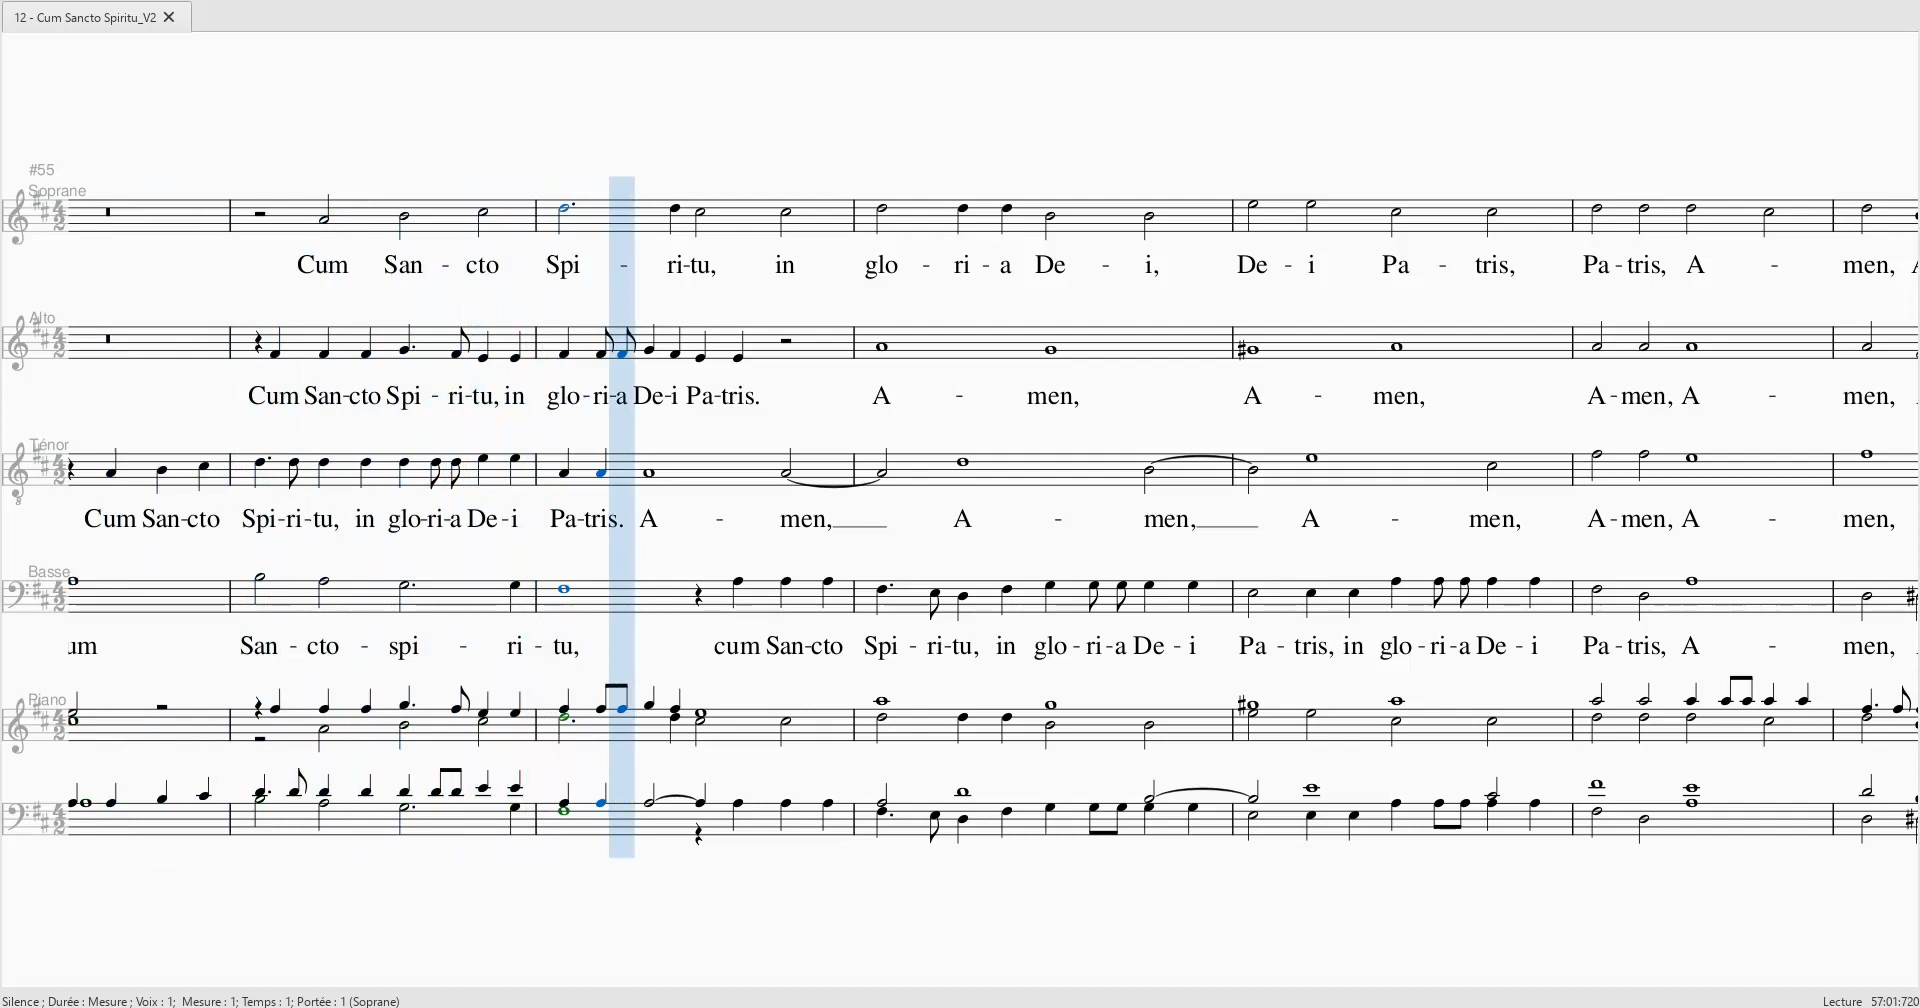 12 - Cum Sancto Spiritu_V2
#55
Soprane
Cum San - cto Spi - ri-tu, in glo - ri - a De - i, De - i Pa - tris, Pa - tris, A - men,
Alto
Cum San-cto Spi - ri-tu, in glo-ri-a De-i Pa-tris. A - men, A - men, A - men, A - men,
Ténor
Cum San-cto Spi-ri-tu, in glo-ri-a De-i Pa-tris. A - men, A - men, A - men, A - men, A - men,
Basse
um San - cto - spi - ri - tu, cum San-cto Spi - ri-tu, in glo - ri - a De - i Pa - tris, in glo - ri - a De - i Pa - tris, A - men,
Piano
Silence ; Durée : Mesure ; Voix : 1; Mesure : 1; Temps : 1; Portée : 1 (Soprane)
Lecture 57:01:720